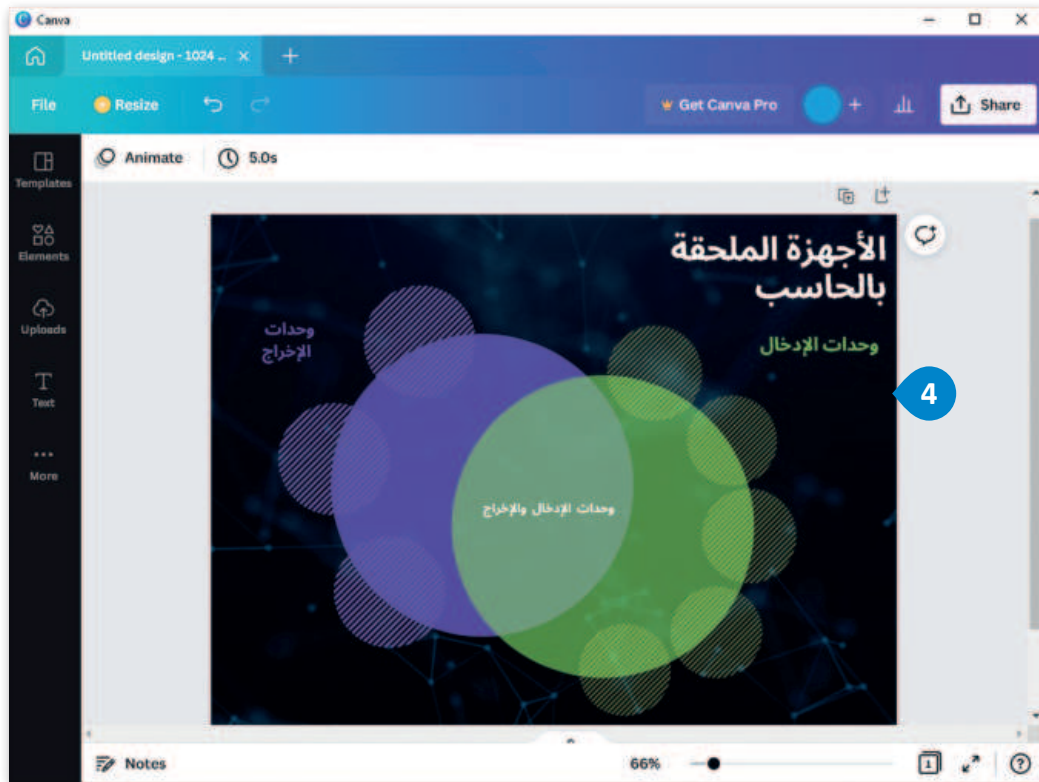 Canva
Untitled design - 1024 ...
File
Resize
Get Canva Pro
Share
Animate
5.0s
Templates
Elements
Uploads
Text
More
الأجهزة الملحقة
بالحاسب
وحدات الإدخال
وحدات
الإخراج
وحدات الإدخال والإخراج
4
Notes
66%
1